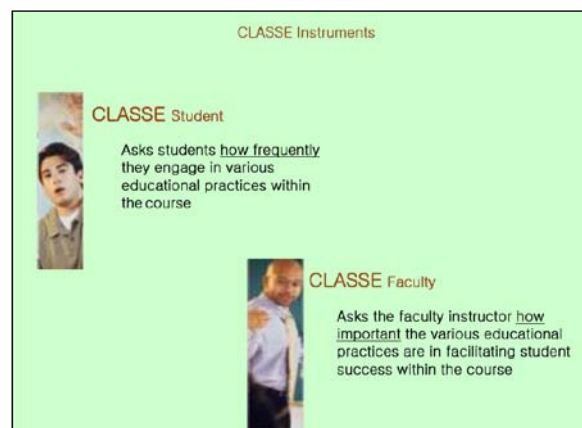 CLASSE Instruments
CLASSE Student
Asks students how frequently
they engage in various
educational practices within
the course
CLASSE Faculty
Asks the faculty instructor how
important the various educational
practices are in facilitating student
success within the course